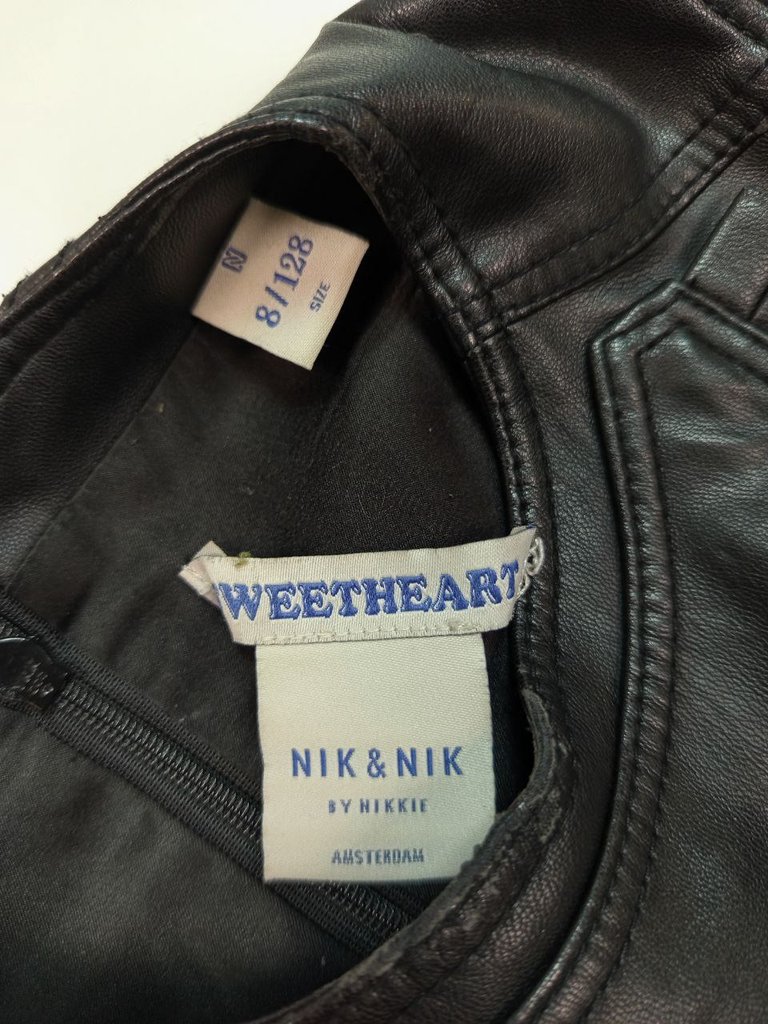 N
8/128
SIZE
WEETHEART
NIK & NIK
BY NIKKIE
AMSTERDAM